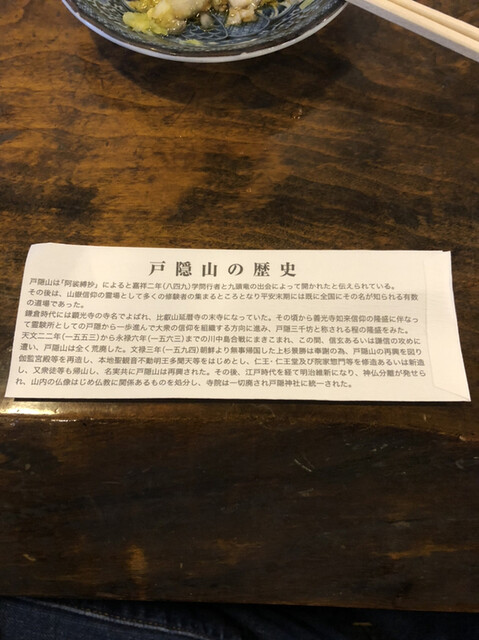 戸隠山の歴史
戸隠山は「阿裟縛抄」によると嘉祥二年(八四九)学問行者と九頭竜の出会によって開かれたと伝えられている。
その後は、山嶽信仰の霊場として多くの修験者の集まるところとなり平安末期には既に全国にその名が知られる有数
の道場であった。
鎌倉時代には顕光寺の寺名でよばれ、比叡山延暦寺の末寺になっていた。その頃から善光寺如来信仰の隆盛に伴なっ
て霊験所としての戸隠から一歩進んで大衆の信仰を組織する方向に進み、戸隠三千坊と称される程の隆盛をみた。
天文二二年(一五五三)から永禄六年(一五六三)までの川中島合戦にまきこまれ、この間、信玄あるいは謙信の攻めに
遭い、戸隠山は全く荒廃した。文禄三年(一五九四)朝鮮より無事帰国した上杉景勝は奉謝の為、戸隠山の再興を図り
伽藍宮殿等を再造し、本地聖観音不動明王多聞天等をはじめとし、仁王・仁王堂及び院家惣門等を修造あるいは新造
し、又衆徒等も帰山し、名実共に戸隠山は再興された。その後、江戸時代を経て明治維新になり、神仏分離が発せら
れ、山内の仏像はじめ仏教に関係あるものを処分し、寺院は一切廃され戸隠神社に統一された。